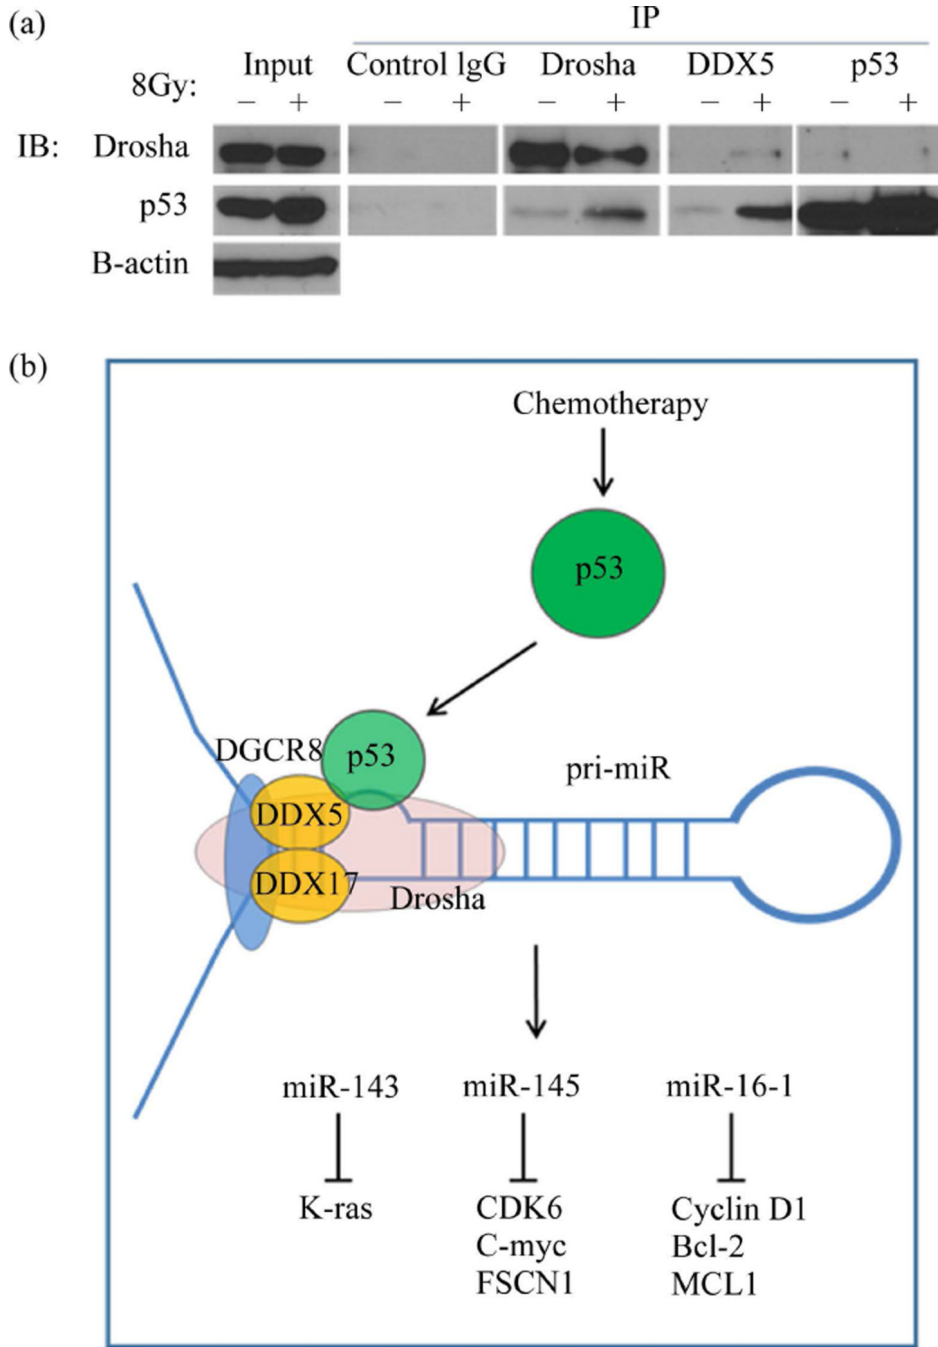 (a)
IP
Input Control lgG Drosha DDX5 p53
8Gy: − + − + − + − + − +
IB: Drosha
p53
B-actin
(b)
Chemotherapy
p53
DGCR8 p53
pri-miR
DDX5
DDX17
Drosha
miR-143 miR-145 miR-16-1
K-ras CDK6 Cyclin D1
C-myc Bcl-2
FSCN1 MCL1